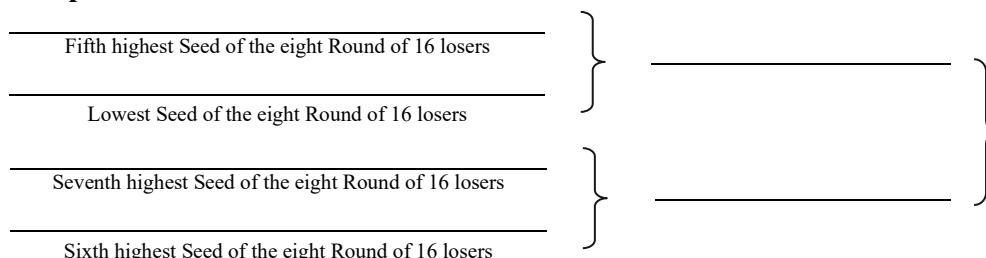 Fifth highest Seed of the eight Round of 16 losers
Lowest Seed of the eight Round of 16 losers
Seventh highest Seed of the eight Round of 16 losers
Sixth highest Seed of the eight Round of 16 losers